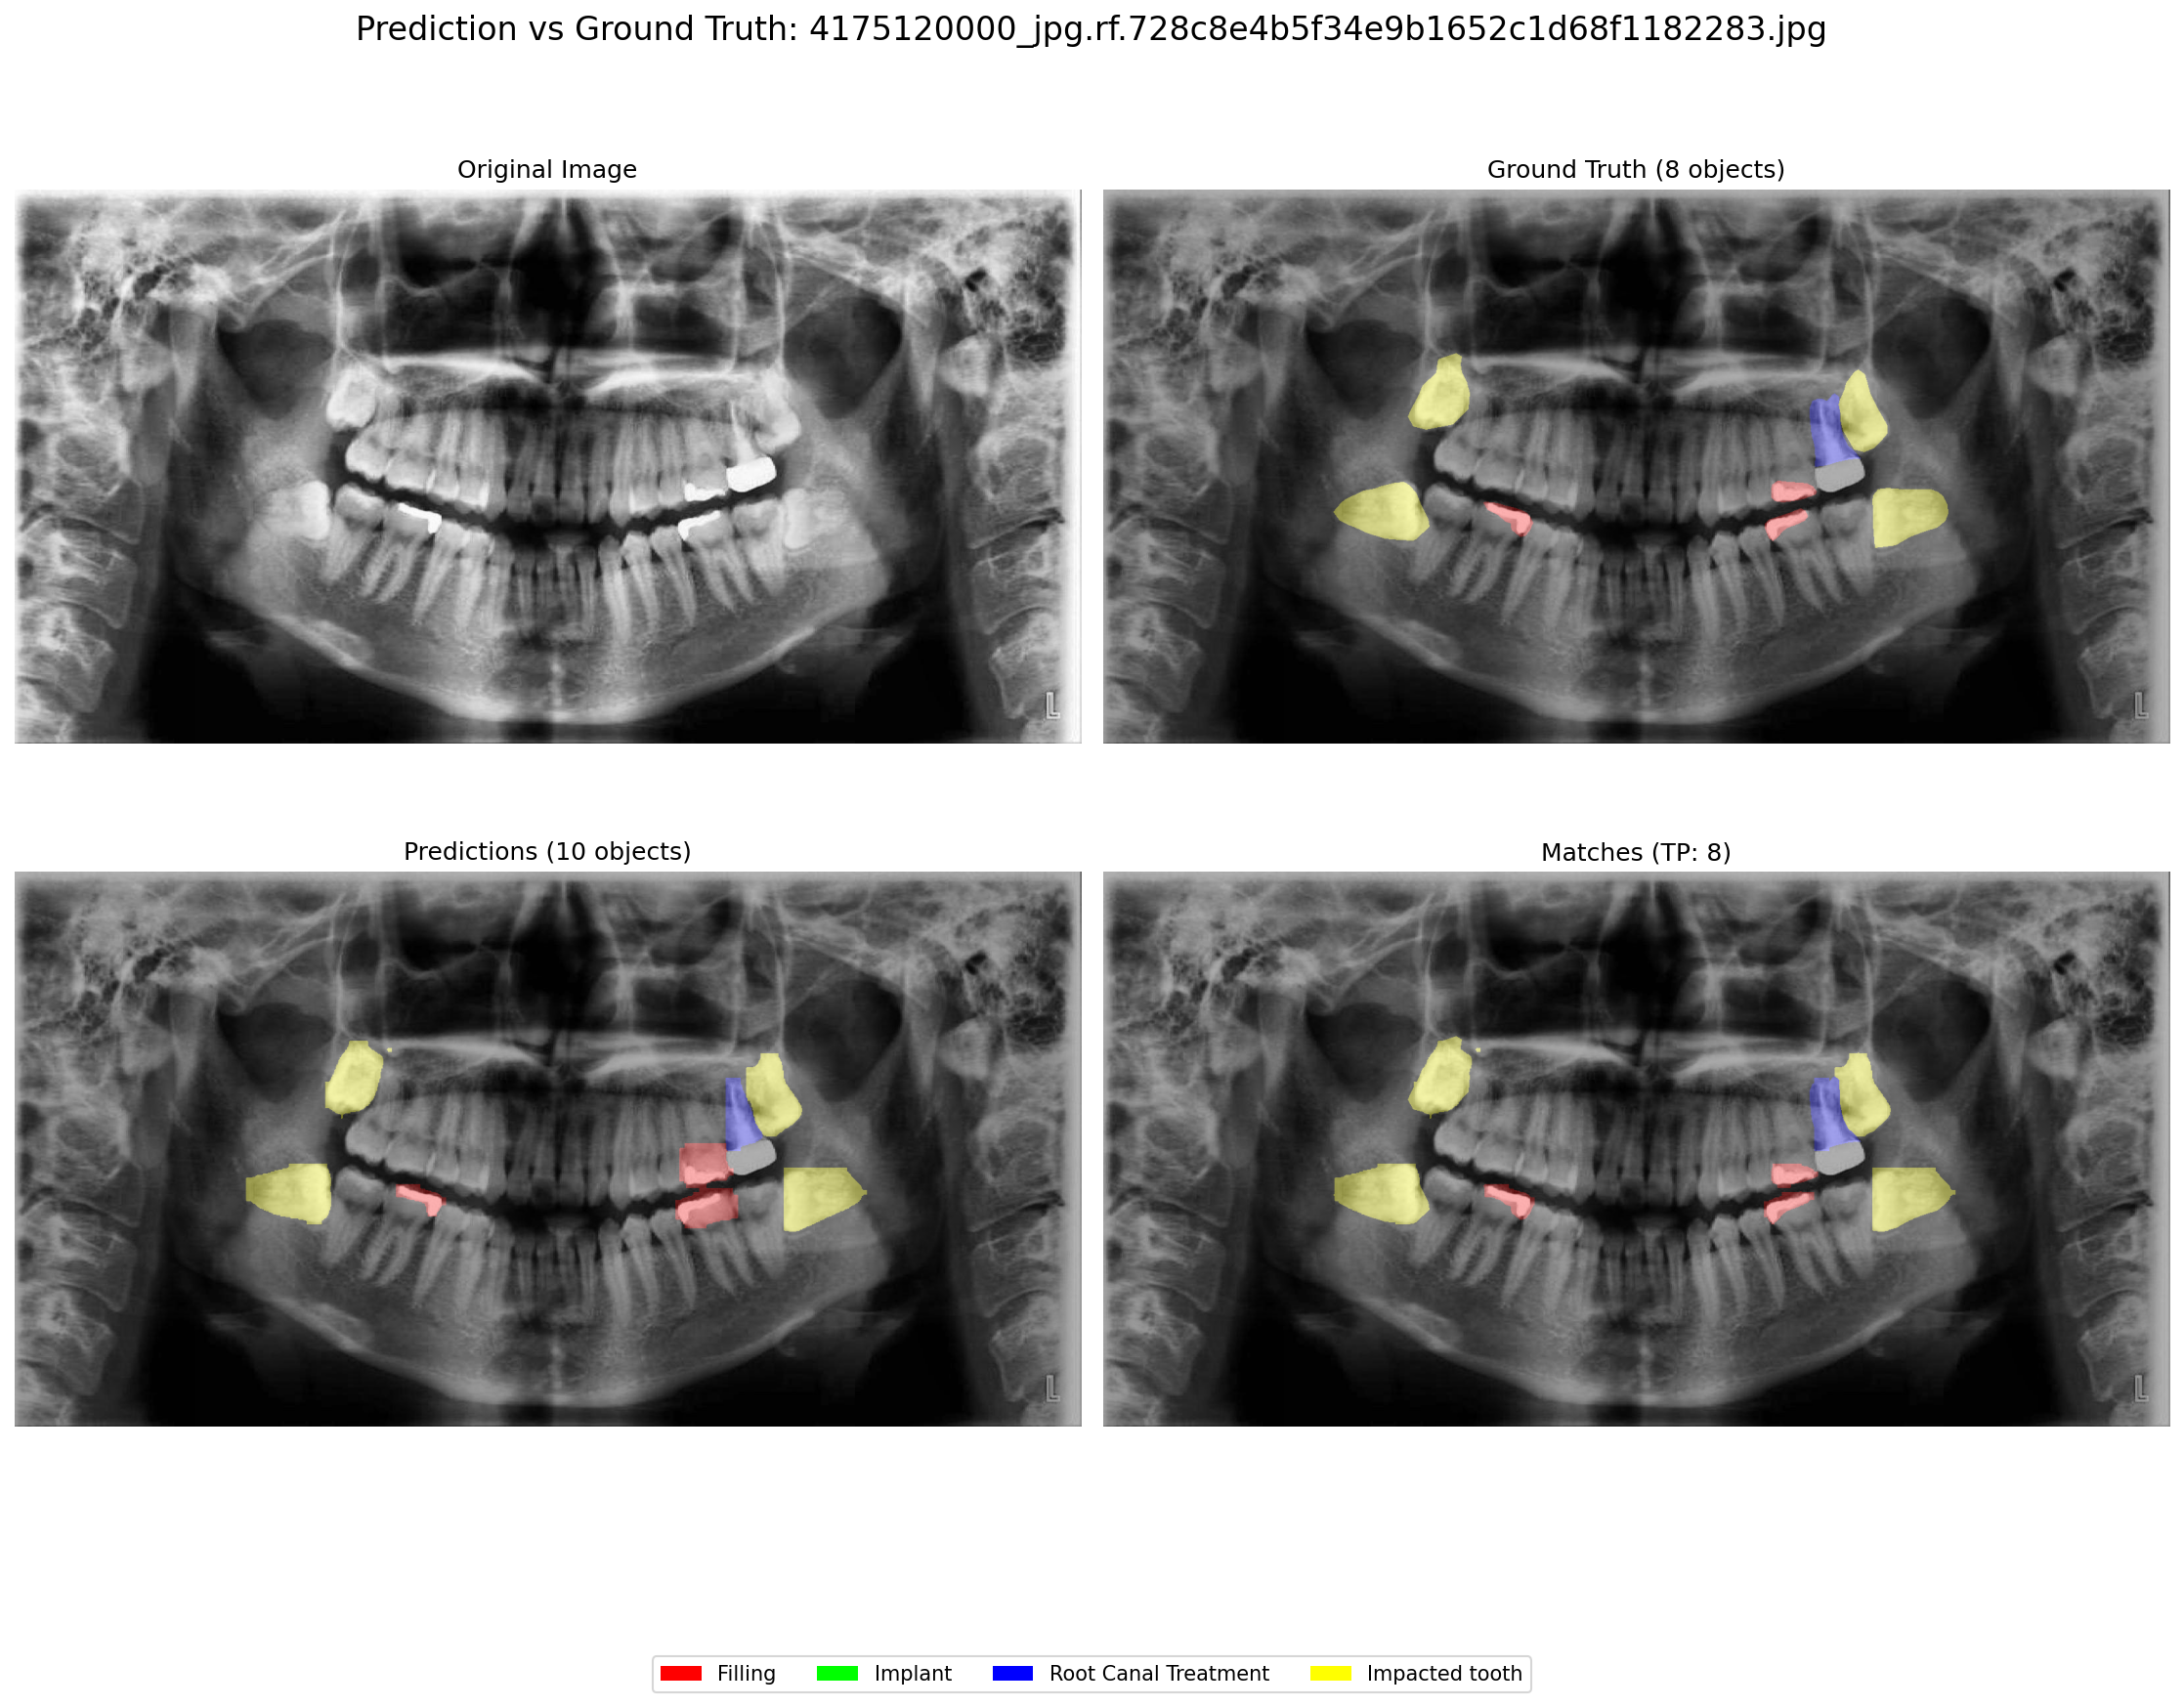 Prediction vs Ground Truth: 4175120000_jpg.rf.728c8e4b5f34e9b1652c1d68f1182283.jpg
Original Image
Ground Truth (8 objects)
L
L
Predictions (10 objects)
Matches (TP: 8)
L
L
Filling
Implant
Root Canal Treatment
Impacted tooth